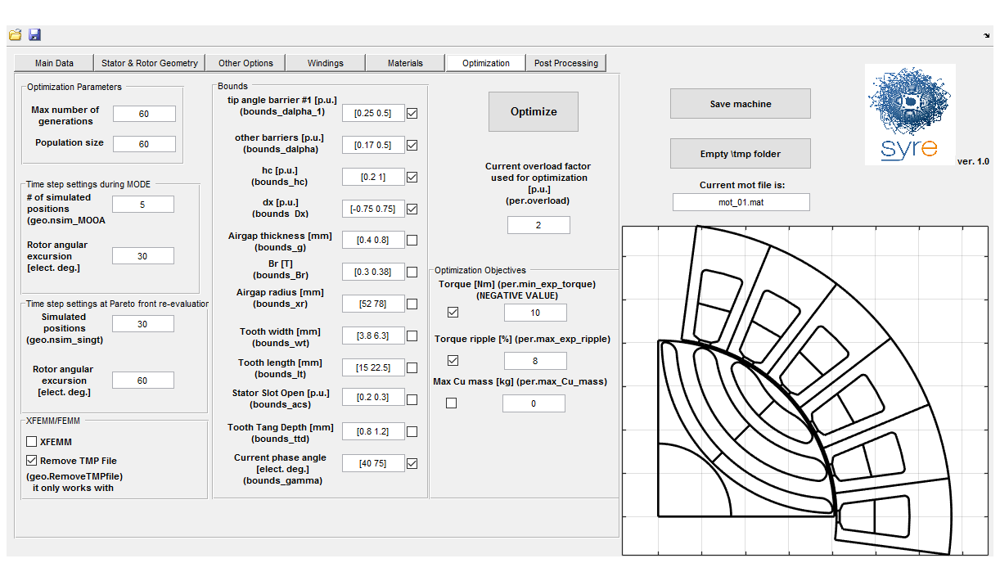 Main Data
Stator & Rotor Geometry
Other Options
Windings
Materials
Optimization
Post Processing
Optimization Parameters
Max number of
generations
60
Population size
60
Time step settings during MODE
# of simulated
positions
(geo.nsim_MOOA
5
Rotor angular
excursion
[elect. deg.]
30
Time step settings at Pareto front re-evaluation
Simulated
positions
(geo.nsim_singt)
30
Rotor angular
excursion
[elect. deg.]
60
XFEMM/FEMM
XFEMM
Remove TMP File
(geo.RemoveTMPfile)
it only works with
Bounds
tip angle barrier #1 [p.u.]
(bounds_dalpha_1)
[0.25 0.5]
other barriers [p.u.]
(bounds_dalpha)
[0.17 0.5]
hc [p.u.]
(bounds_hc)
[0.2 1]
dx [p.u.]
(bounds_Dx)
[-0.75 0.75]
Airgap thickness [mm]
(bounds_g)
[0.4 0.8]
Br [T]
(bounds_Br)
[0.3 0.38]
Airgap radius [mm]
(bounds_xr)
[52 78]
Tooth width [mm]
(bounds_wt)
[3.8 6.3]
Tooth length [mm]
(bounds_lt)
[15 22.5]
Stator Slot Open [p.u.]
(bounds_acs)
[0.2 0.3]
Tooth Tang Depth [mm]
(bounds_ttd)
[0.8 1.2]
Current phase angle
[elect. deg.]
(bounds_gamma)
[40 75]
Optimize
Current overload factor
used for optimization
[p.u.]
(per.overload)
2
Optimization Objectives
Torque [Nm] (per.min_exp_torque)
(NEGATIVE VALUE)
10
Torque ripple [%] (per.max_exp_ripple)
8
Max Cu mass [kg] (per.max_Cu_mass)
0
Save machine
Empty \tmp folder
Current mot file is:
mot_01.mat
syre
ver. 1.0